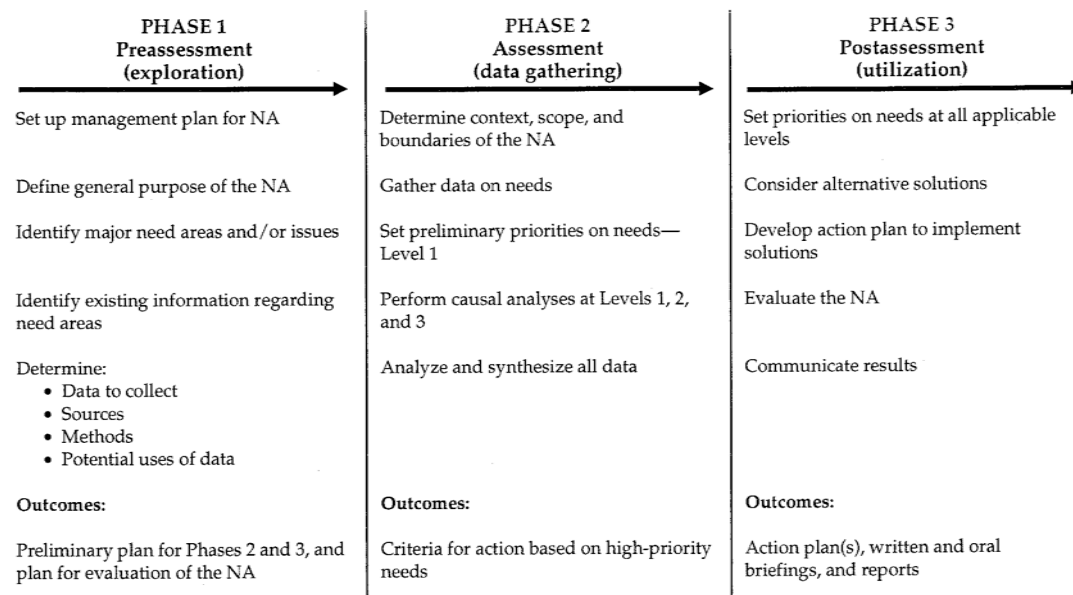 PHASE 1
Preassessment
(exploration)
Set up management plan for NA
Define general purpose of the NA
Identify major need areas and/or issues
Identify existing information regarding
need areas
Determine:
• Data to collect
• Sources
• Methods
• Potential uses of data
Outcomes:
Preliminary plan for Phases 2 and 3, and
plan for evaluation of the NA
PHASE 2
Assessment
(data gathering)
Determine context, scope, and
boundaries of the NA
Gather data on needs
Set preliminary priorities on needs—
Level 1
Perform causal analyses at Levels 1, 2,
and 3
Analyze and synthesize all data
Outcomes:
Criteria for action based on high-priority
needs
PHASE 3
Postassessment
(utilization)
Set priorities on needs at all applicable
levels
Consider alternative solutions
Develop action plan to implement
solutions
Evaluate the NA
Communicate results
Outcomes:
Action plan(s), written and oral
briefings, and reports